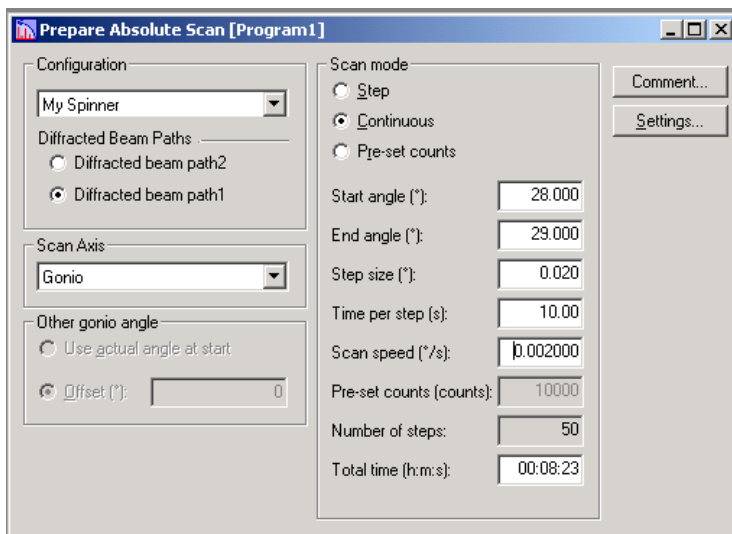 Prepare Absolute Scan [Program1]
Configuration
My Spinner
Diffracted Beam Paths
Diffracted beam path2
Diffracted beam path1
Scan Axis
Gonio
Other gonio angle
Use actual angle at start
Offset (°): 0
Scan mode
Step
Continuous
Pre-set counts
Start angle (°): 28.000
End angle (°): 29.000
Step size (°): 0.020
Time per step (s): 10.00
Scan speed (°/s): 0.002000
Pre-set counts (counts): 10000
Number of steps: 50
Total time (h:m:s): 00:08:23
Comment...
Settings...